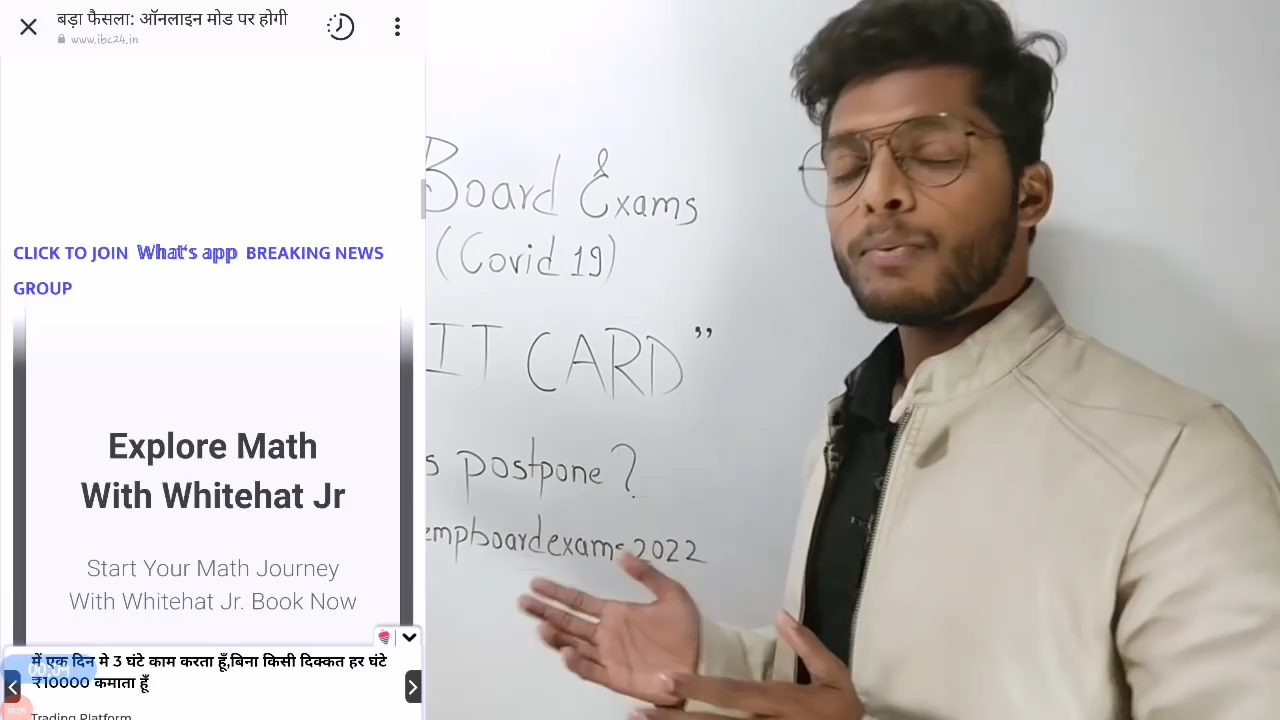 बड़ा फैसला: ऑनलाइन मोड पर होगी
www.ibc24.in
CLICK TO JOIN What's app BREAKING NEWS
GROUP
Explore Math
With Whitehat Jr
Start Your Math Journey
With Whitehat Jr. Book Now
में एक दिन मे 3 घंटे काम करता हूँ,बिना किसी दिक्कत हर घंटे
₹10000 कमाता हूँ
Trading Platform
Board Exams
(Covid 19)
IT CARD"
s postpone?
empboardexams2022